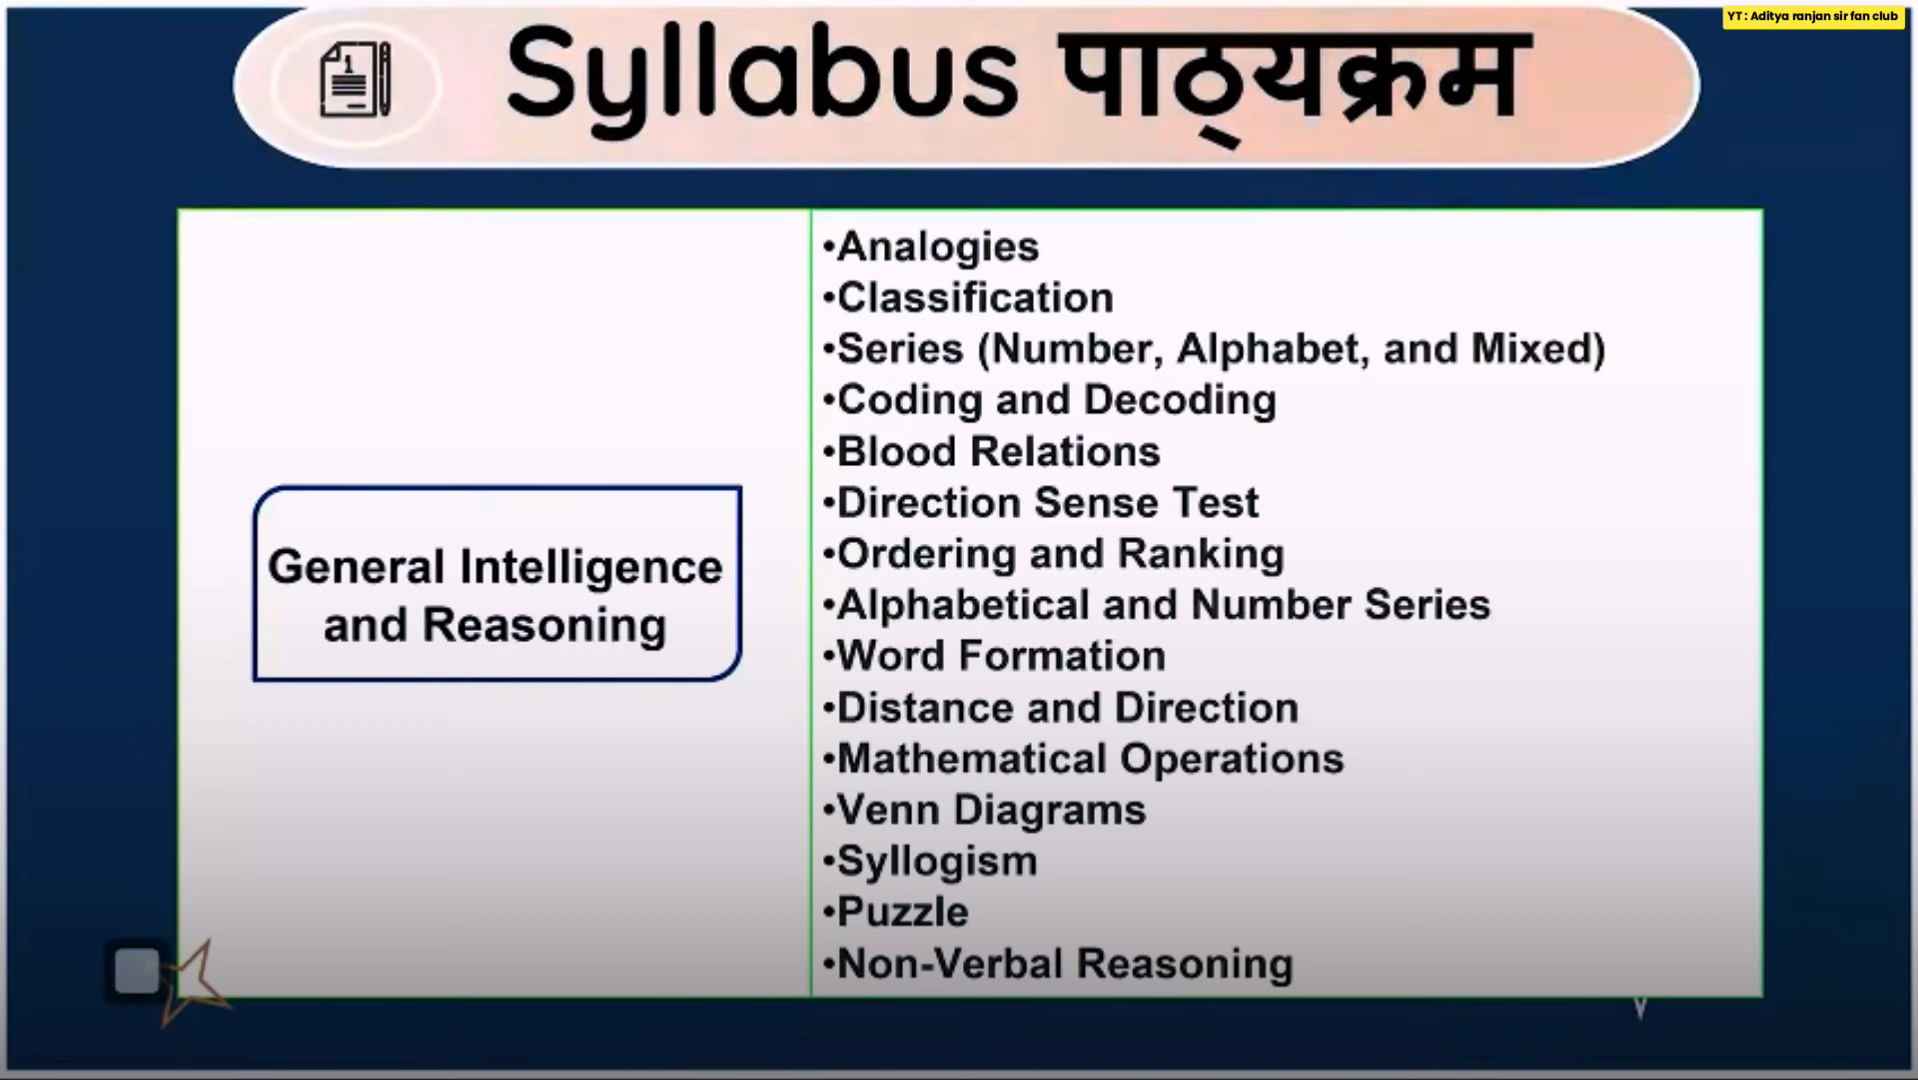 YT : Aditya ranjan sir fan club
1
Syllabus पाठ्यक्रम
General Intelligence
and Reasoning
•Analogies
•Classification
•Series (Number, Alphabet, and Mixed)
•Coding and Decoding
•Blood Relations
•Direction Sense Test
•Ordering and Ranking
•Alphabetical and Number Series
•Word Formation
•Distance and Direction
•Mathematical Operations
•Venn Diagrams
•Syllogism
•Puzzle
•Non-Verbal Reasoning